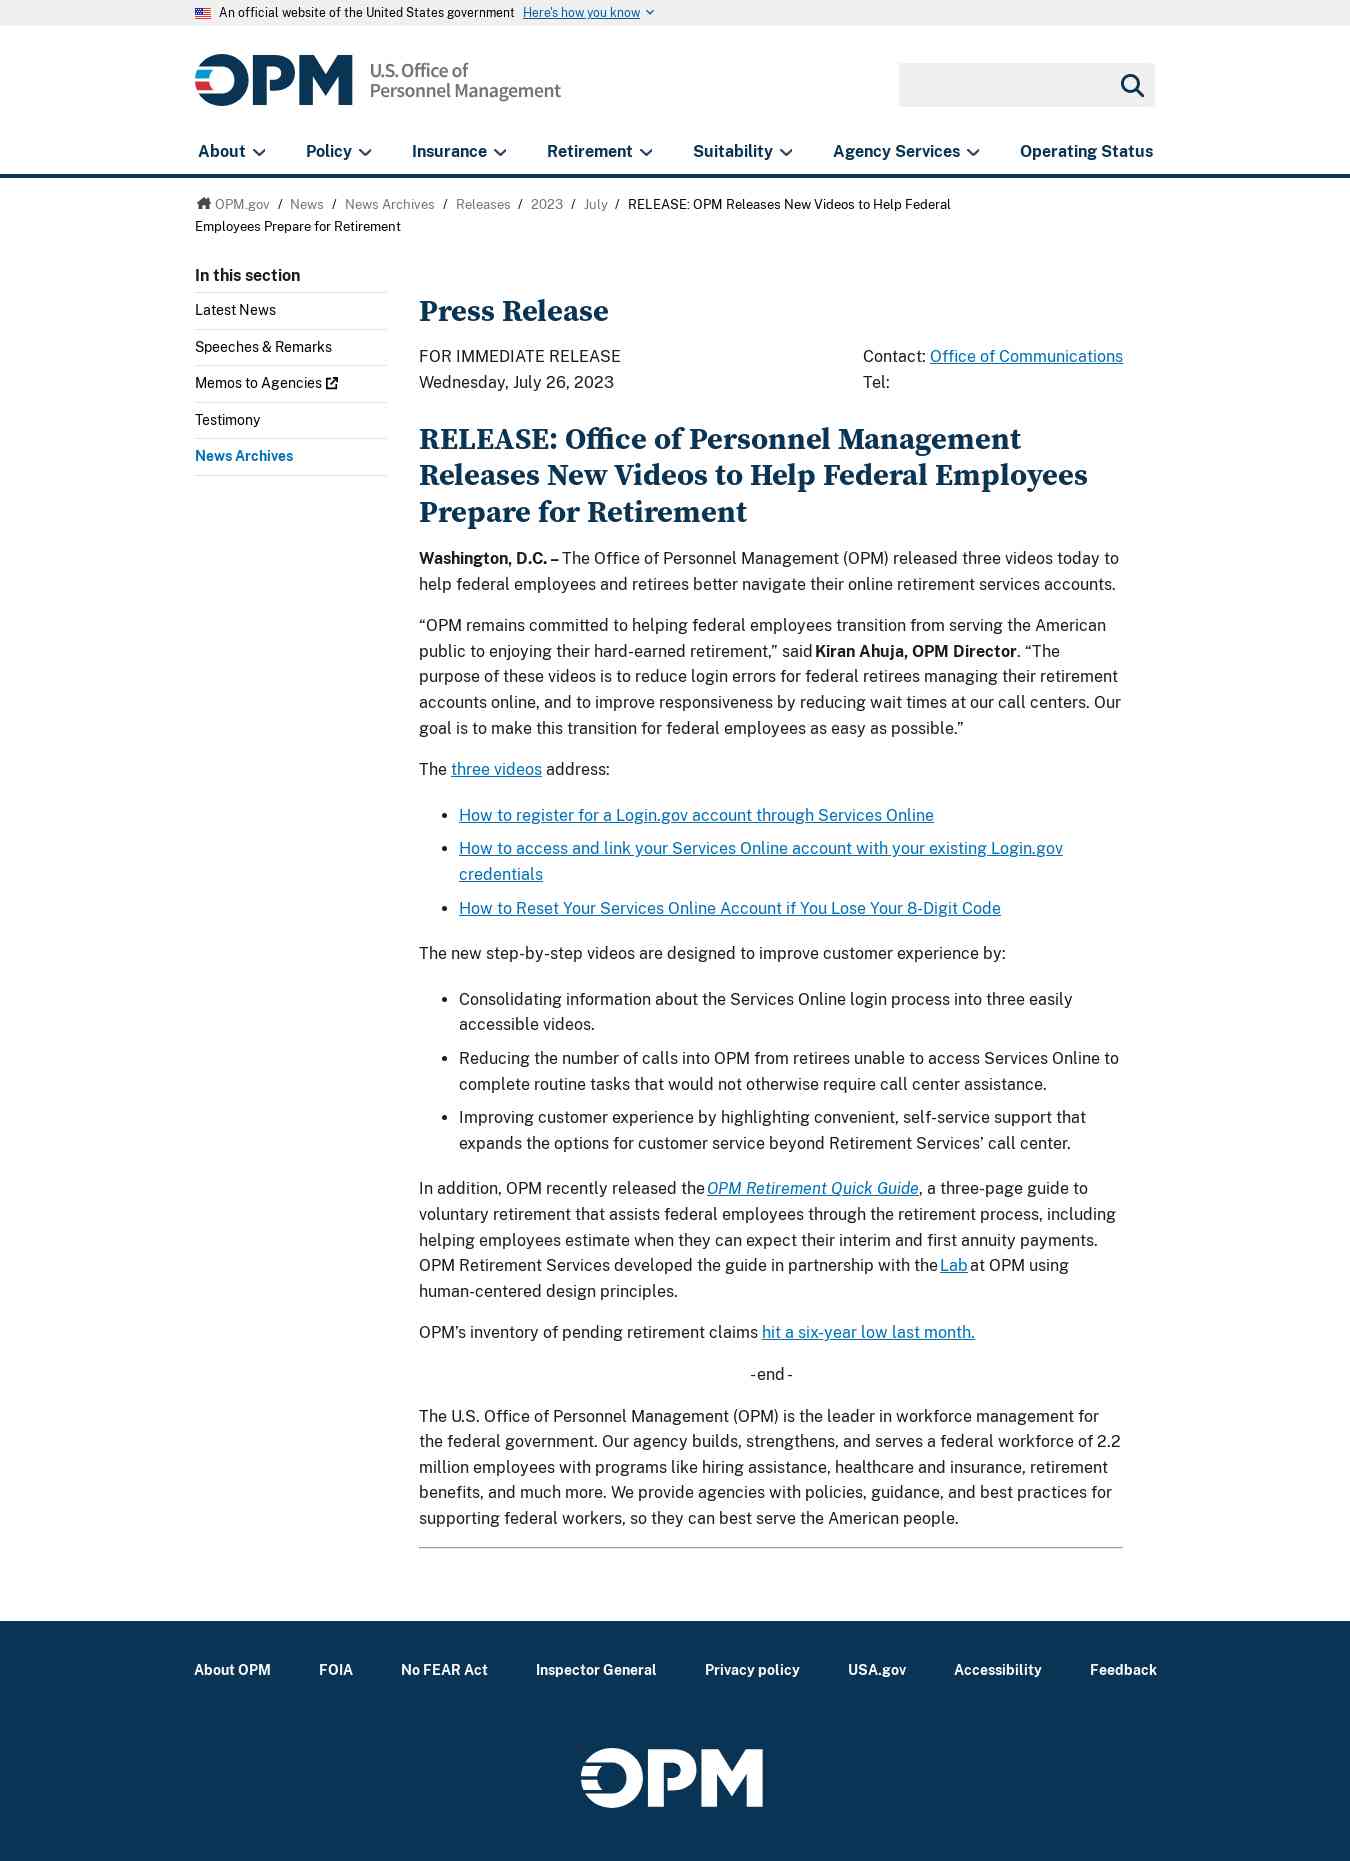 An official website of the United States government Here's how you know
OPM U.S. Office of
Personnel Management
About Policy Insurance Retirement Suitability Agency Services Operating Status
OPM.gov / News / News Archives / Releases / 2023 / July / RELEASE: OPM Releases New Videos to Help Federal
Employees Prepare for Retirement
In this section
Latest News
Speeches & Remarks
Memos to Agencies
Testimony
News Archives
Press Release
FOR IMMEDIATE RELEASE
Wednesday, July 26, 2023
Contact: Office of Communications
Tel:
RELEASE: Office of Personnel Management
Releases New Videos to Help Federal Employees
Prepare for Retirement
Washington, D.C. – The Office of Personnel Management (OPM) released three videos today to
help federal employees and retirees better navigate their online retirement services accounts.
“OPM remains committed to helping federal employees transition from serving the American
public to enjoying their hard-earned retirement,” said Kiran Ahuja, OPM Director. “The
purpose of these videos is to reduce login errors for federal retirees managing their retirement
accounts online, and to improve responsiveness by reducing wait times at our call centers. Our
goal is to make this transition for federal employees as easy as possible.”
The three videos address:
• How to register for a Login.gov account through Services Online
• How to access and link your Services Online account with your existing Login.gov
credentials
• How to Reset Your Services Online Account if You Lose Your 8-Digit Code
The new step-by-step videos are designed to improve customer experience by:
• Consolidating information about the Services Online login process into three easily
accessible videos.
• Reducing the number of calls into OPM from retirees unable to access Services Online to
complete routine tasks that would not otherwise require call center assistance.
• Improving customer experience by highlighting convenient, self-service support that
expands the options for customer service beyond Retirement Services’ call center.
In addition, OPM recently released the OPM Retirement Quick Guide, a three-page guide to
voluntary retirement that assists federal employees through the retirement process, including
helping employees estimate when they can expect their interim and first annuity payments.
OPM Retirement Services developed the guide in partnership with the Lab at OPM using
human-centered design principles.
OPM’s inventory of pending retirement claims hit a six-year low last month.
- end -
The U.S. Office of Personnel Management (OPM) is the leader in workforce management for
the federal government. Our agency builds, strengthens, and serves a federal workforce of 2.2
million employees with programs like hiring assistance, healthcare and insurance, retirement
benefits, and much more. We provide agencies with policies, guidance, and best practices for
supporting federal workers, so they can best serve the American people.
About OPM FOIA No FEAR Act Inspector General Privacy policy USA.gov Accessibility Feedback
OPM